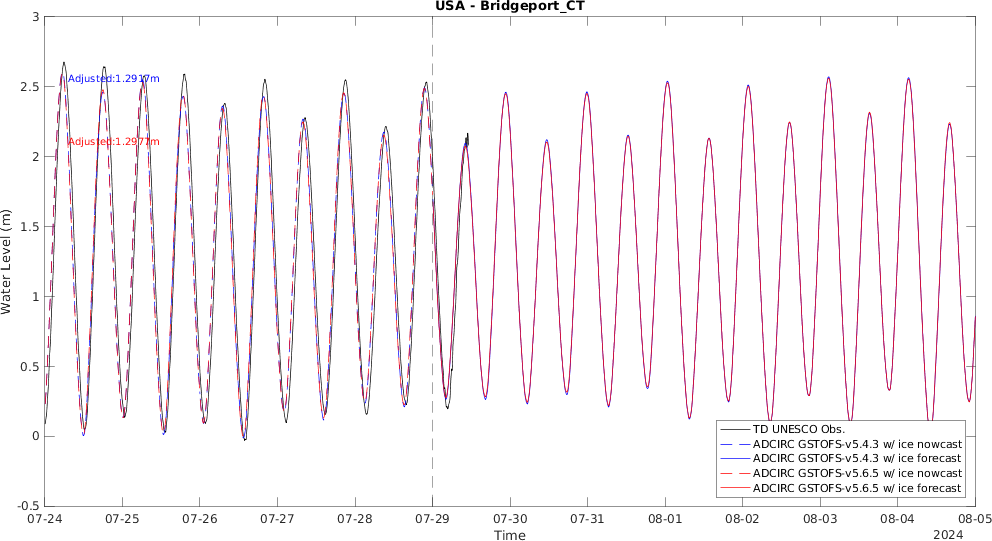 USA - Bridgeport_CT
3
2.5
2
1.5
1
0.5
0
-0.5
Water Level (m)
Adjusted:1.2917m
Adjusted:1.2977m
TD UNESCO Obs.
ADCIRC GSTOFS-v5.4.3 w/ ice nowcast
ADCIRC GSTOFS-v5.4.3 w/ ice forecast
ADCIRC GSTOFS-v5.6.5 w/ ice nowcast
ADCIRC GSTOFS-v5.6.5 w/ ice forecast
07-24 07-25 07-26 07-27 07-28 07-29 07-30 07-31 08-01 08-02 08-03 08-04 08-05
Time
2024